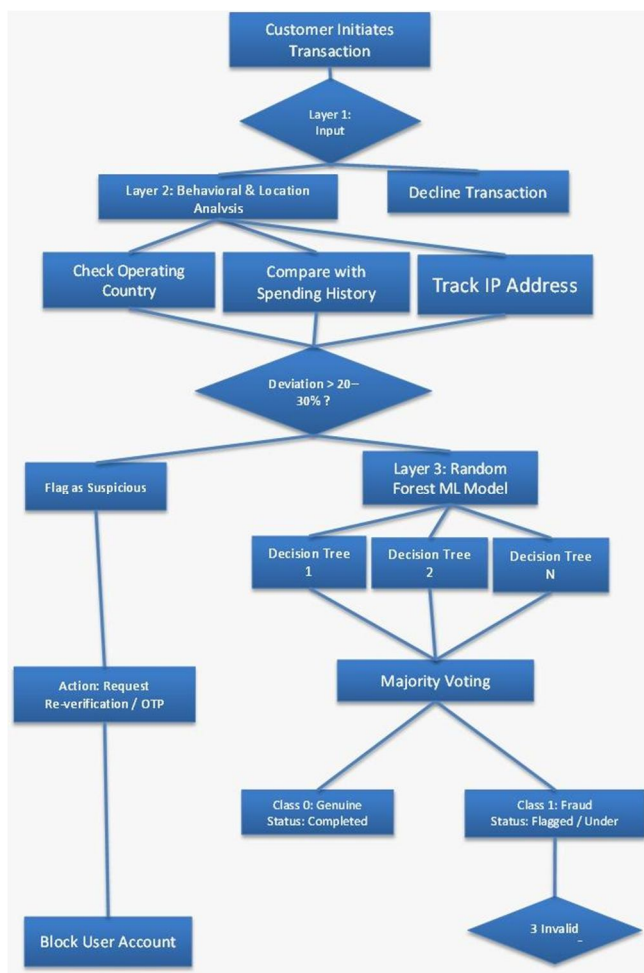 Customer Initiates
Transaction
Layer 1:
Input
Layer 2: Behavioral & Location
Analysis
Decline Transaction
Check Operating
Country
Compare with
Spending History
Track IP Address
Deviation > 20–
30% ?
Flag as Suspicious
Layer 3: Random
Forest ML Model
Decision Tree
1
Decision Tree
2
Decision Tree
N
Action: Request
Re-verification / OTP
Majority Voting
Class 0: Genuine
Status: Completed
Class 1: Fraud
Status: Flagged / Under
Block User Account
3 Invalid